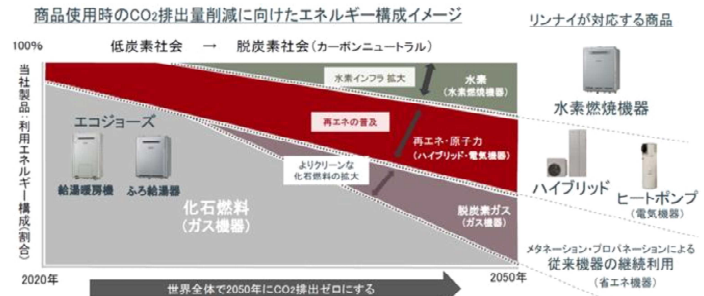 商品使用時のCO₂排出量削減に向けたエネルギー構成イメージ
リンナイが対応する商品
100%
低炭素社会 → 脱炭素社会(カーボンニュートラル)
当社製品:利用エネルギー構成(割合)
水素インフラ 拡大
水素
(水素燃焼機器)
水素燃焼機器
エコジョーズ
給湯暖房機
ふろ給湯器
再エネの普及
再エネ・原子力
(ハイブリッド・電気機器)
よりクリーンな
化石燃料の拡大
ハイブリッド
ヒートポンプ
(電気機器)
化石燃料
(ガス機器)
脱炭素ガス
(ガス機器)
メタネーション・プロパネーションによる
従来機器の継続利用
(省エネ機器)
2020年
2050年
世界全体で2050年にCO₂排出ゼロにする